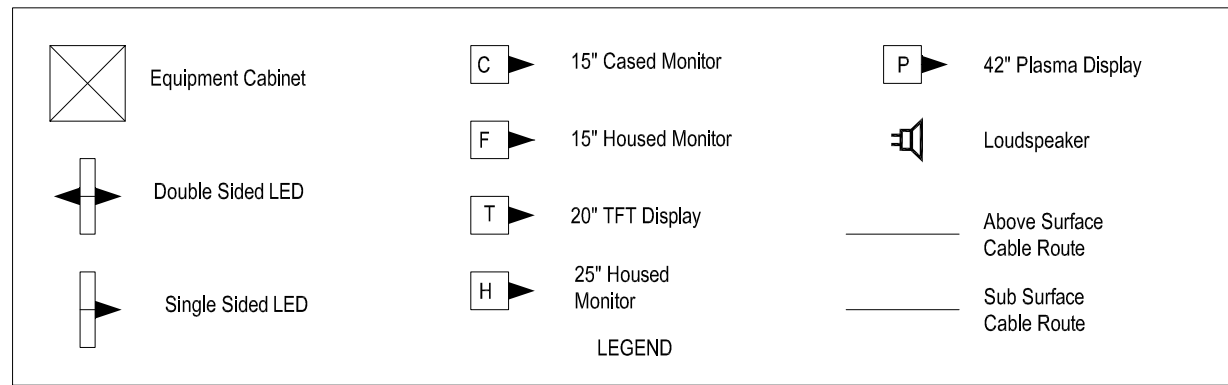 Equipment Cabinet
Double Sided LED
Single Sided LED
C
15" Cased Monitor
F
15" Housed Monitor
T
20" TFT Display
H
25" Housed
Monitor
P
42" Plasma Display
Loudspeaker
Above Surface
Cable Route
Sub Surface
Cable Route
LEGEND